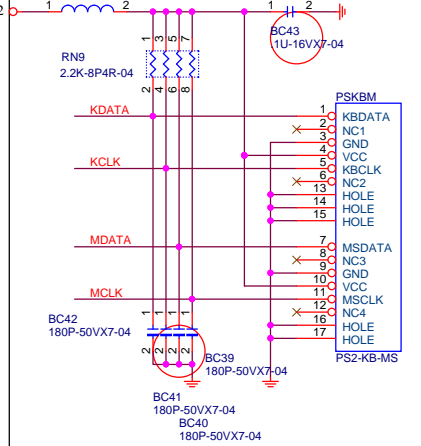 2
1
2
1
2
BC43
.1U-16VX7-04
RN9
2.2K-8P4R-04
1
3
5
7
2
4
6
8
PSKBM
KDATA
1
KBDATA
2
NC1
3
GND
4
VCC
KCLK
5
KBCLK
6
NC2
13
HOLE
14
HOLE
15
HOLE
MDATA
7
MSDATA
8
NC3
9
GND
10
VCC
MCLK
11
MSCLK
12
NC4
16
HOLE
17
HOLE
PS2-KB-MS
BC42
180P-50VX7-04
1
1
1
1
2
2
2
2
BC39
180P-50VX7-04
BC41
180P-50VX7-04
BC40
180P-50VX7-04